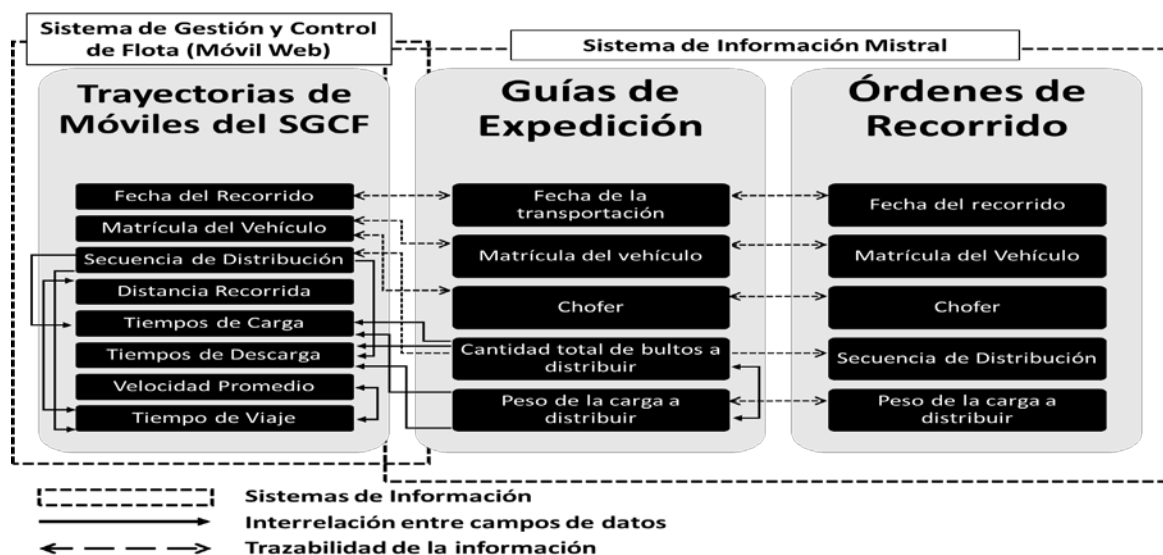 Sistema de Gestión y Control
de Flota (Móvil Web)
Sistema de Información Mistral
Trayectorias de
Móviles del SGCF
Fecha del Recorrido
Matrícula del Vehículo
Secuencia de Distribución
Distancia Recorrida
Tiempos de Carga
Tiempos de Descarga
Velocidad Promedio
Tiempo de Viaje
Guías de
Expedición
Fecha de la
transportación
Matrícula del vehículo
Chofer
Cantidad total de bultos a
distribuir
Peso de la carga a
distribuir
Órdenes de
Recorrido
Fecha del recorrido
Matrícula del Vehículo
Chofer
Secuencia de Distribución
Peso de la carga a
distribuir
Sistemas de Información
Interrelación entre campos de datos
Trazabilidad de la información